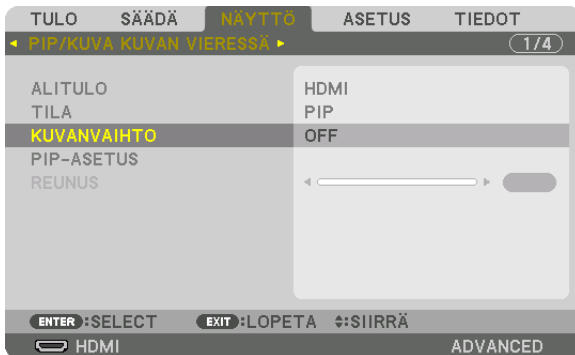 TULO SÄÄDÄ NÄYTTÖ ASETUS TIEDOT
PIP/KUVA KUVAN VIERESSÄ 1/4
ALITULO HDMI
TILA PIP
KUVANVAIHTO OFF
PIP-ASETUS
REUNUS
ENTER :SELECT EXIT :LOPETA :SIIRRÄ
HDMI ADVANCED